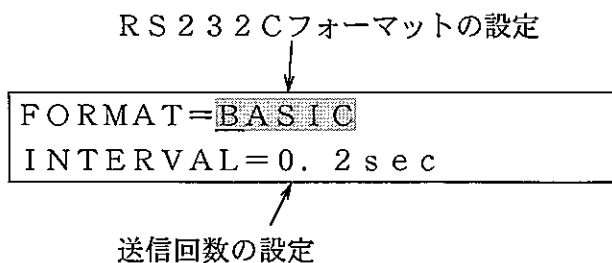 RS232Cフォーマットの設定
FORMAT=BASIC
INTERVAL=0.2sec
送信回数の設定